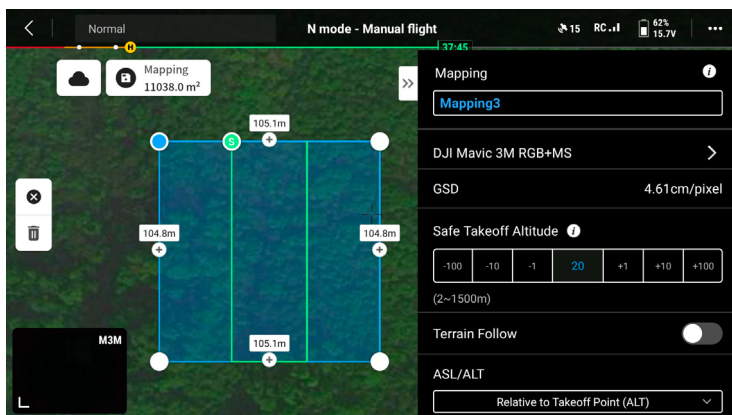 Normal
N mode - Manual flight
15
RC
62%
15.7V
H
37:45
Mapping
11038.0 m²
105.1m
S
104.8m
104.8m
105.1m
M3M
Mapping
Mapping3
DJI Mavic 3M RGB+MS
GSD 4.61cm/pixel
Safe Takeoff Altitude
-100 -10 -1 20 +1 +10 +100
(2~1500m)
Terrain Follow
ASL/ALT
Relative to Takeoff Point (ALT)